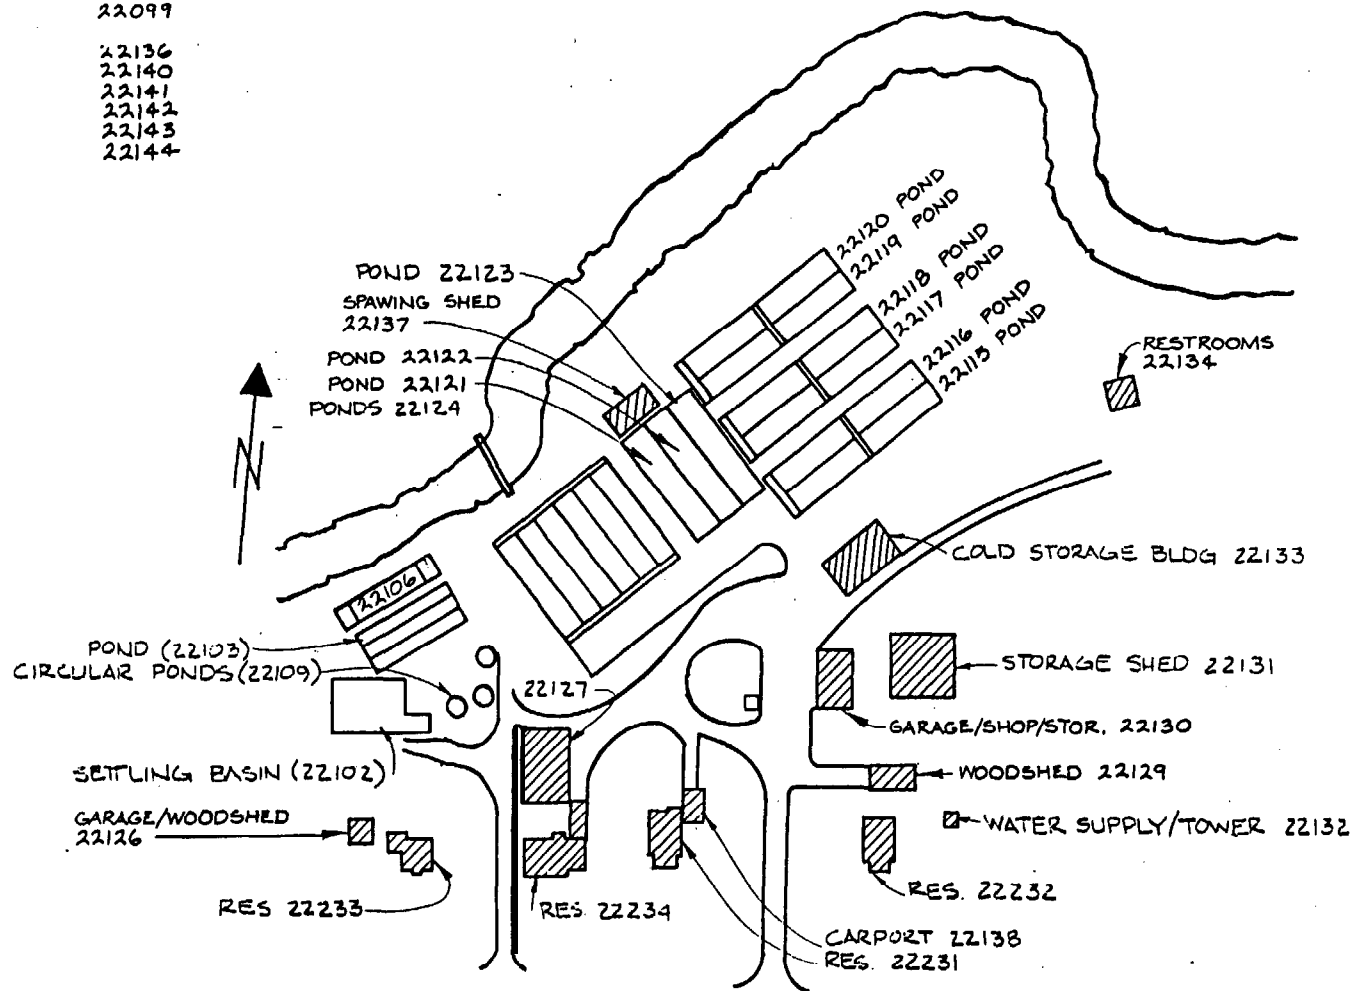 22099
22136
22140
22141
22142
22143
22144
22120 POND
22119 POND
22118 POND
22117 POND
22116 POND
22115 POND
POND 22123
SPAWING SHED
22137
POND 22122
POND 22121
PONDS 22124
N
RESTROOMS
22134
COLD STORAGE BLDG 22133
22106
POND (22103)
CIRCULAR PONDS (22109)
22127
STORAGE SHED 22131
GARAGE/SHOP/STOR. 22130
SETTLING BASIN (22102)
WOODSHED 22129
GARAGE/WOODSHED
22126
WATER SUPPLY/TOWER 22132
RES 22233
RES. 22234
RES. 22232
CARPORT 22138
RES. 22231